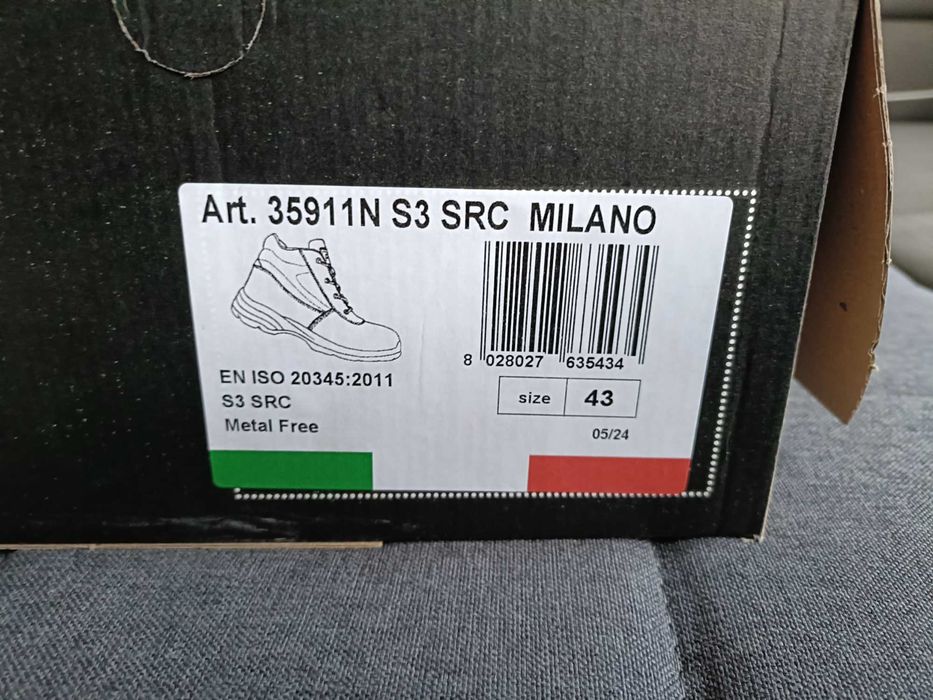 Art. 35911N S3 SRC MILANO
8 028027 635434
EN ISO 20345:2011
S3 SRC
Metal Free
size 43
05/24